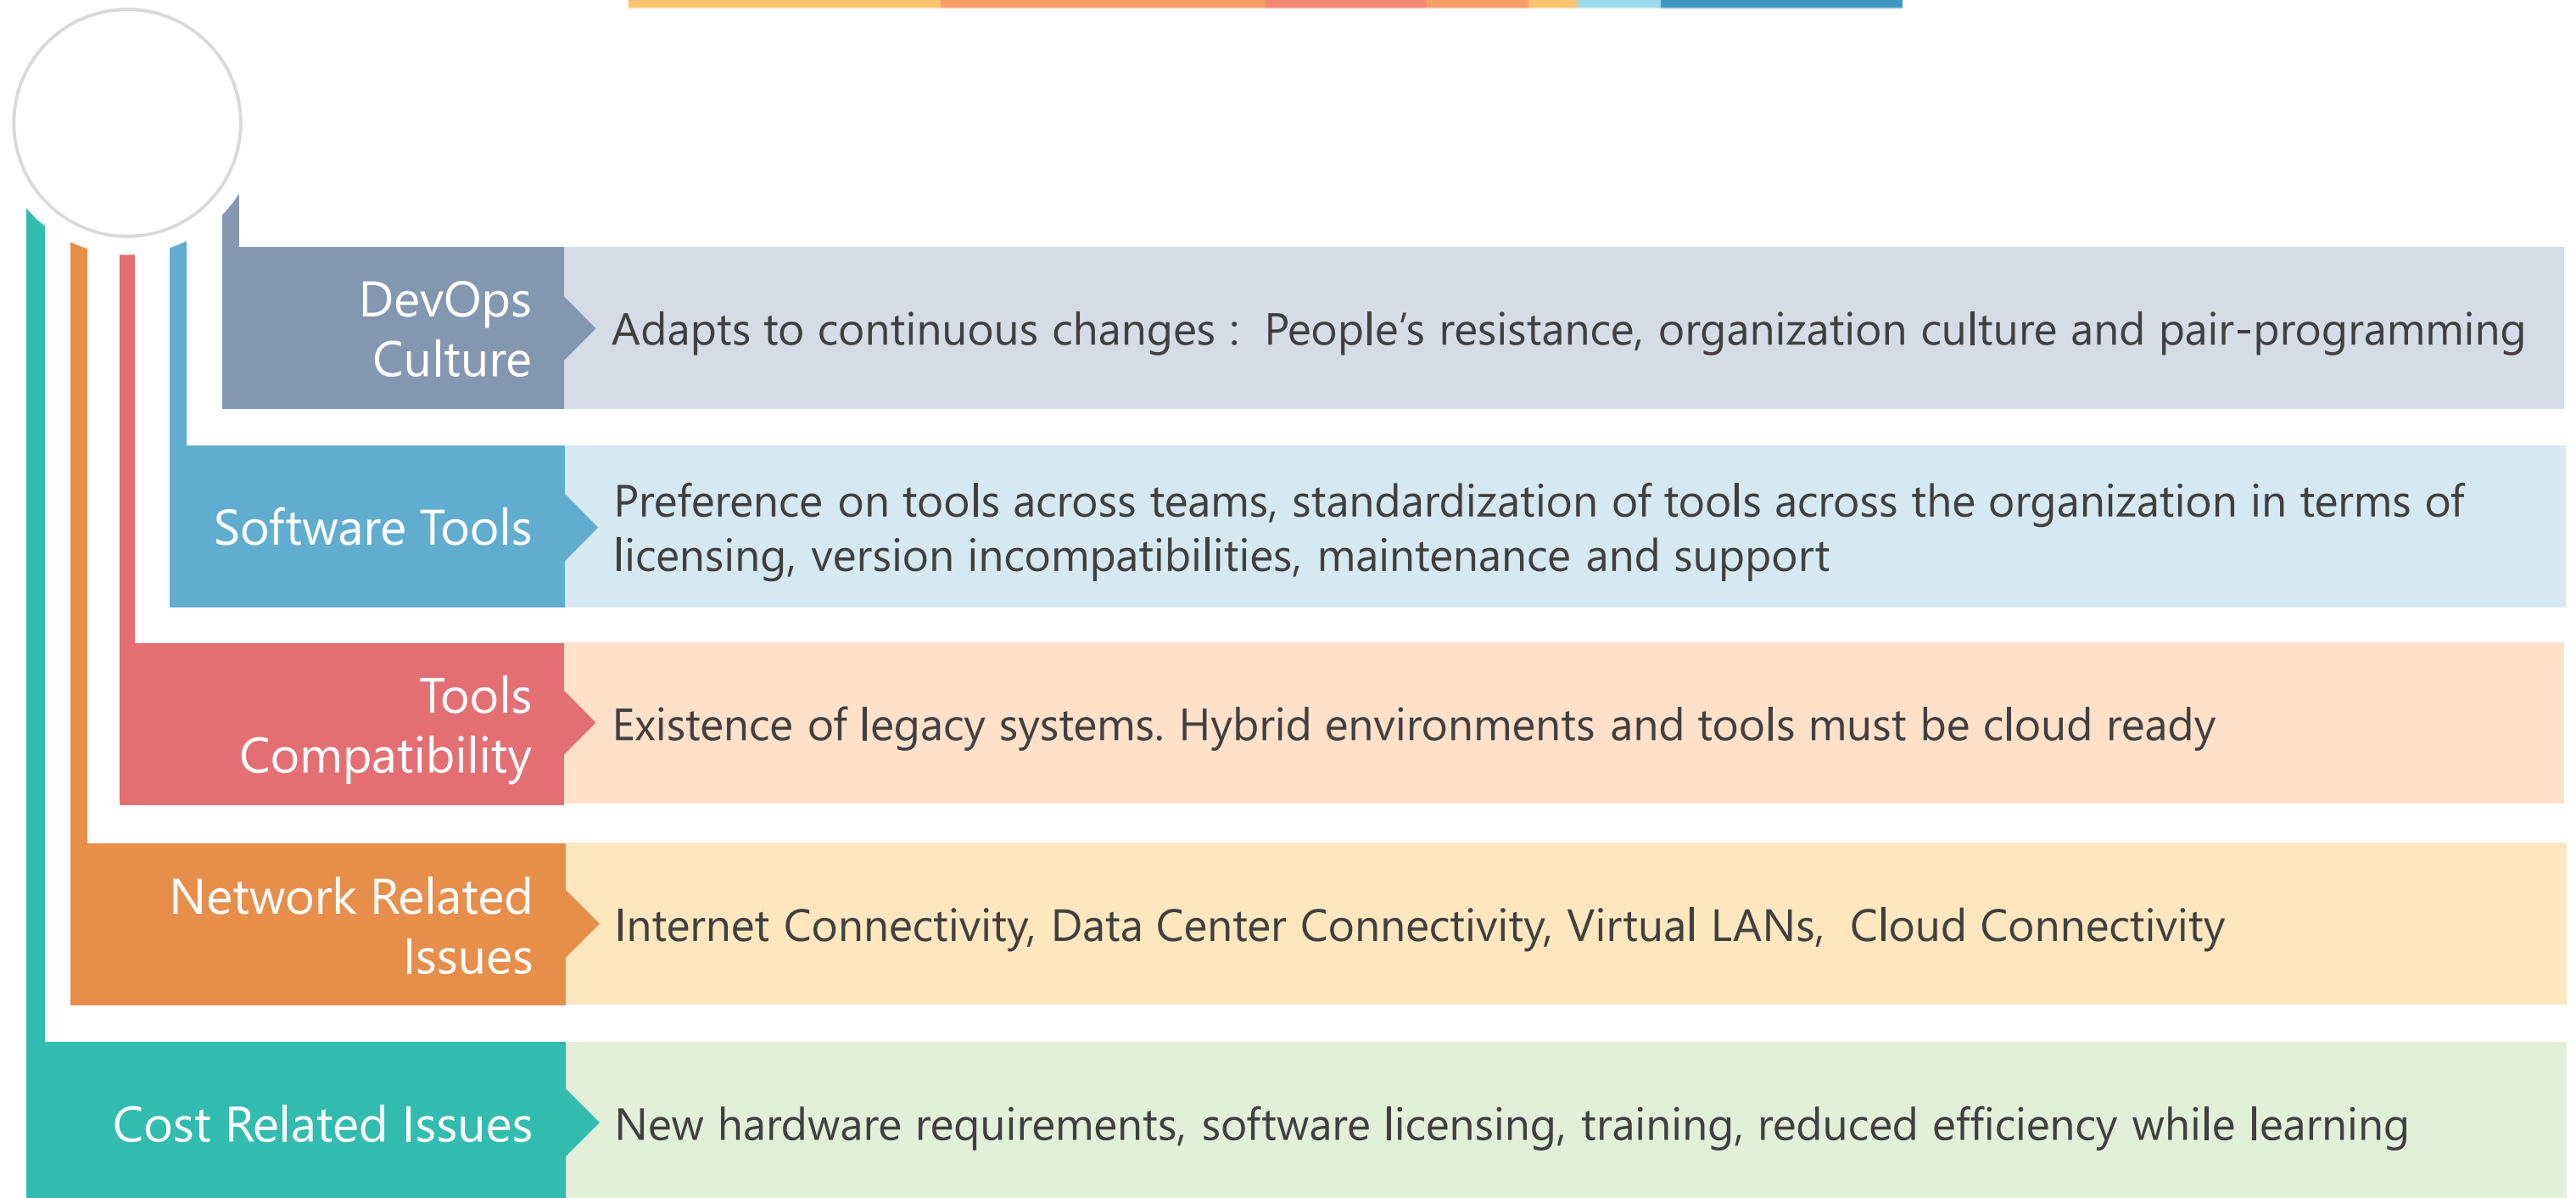 DevOps
Culture
Adapts to continuous changes :  People’s resistance, organization culture and pair-programming
Software Tools
Preference on tools across teams, standardization of tools across the organization in terms of
licensing, version incompatibilities, maintenance and support
Tools
Compatibility
Existence of legacy systems. Hybrid environments and tools must be cloud ready
Network Related
Issues
Internet Connectivity, Data Center Connectivity, Virtual LANs,  Cloud Connectivity
Cost Related Issues
New hardware requirements, software licensing, training, reduced efficiency while learning